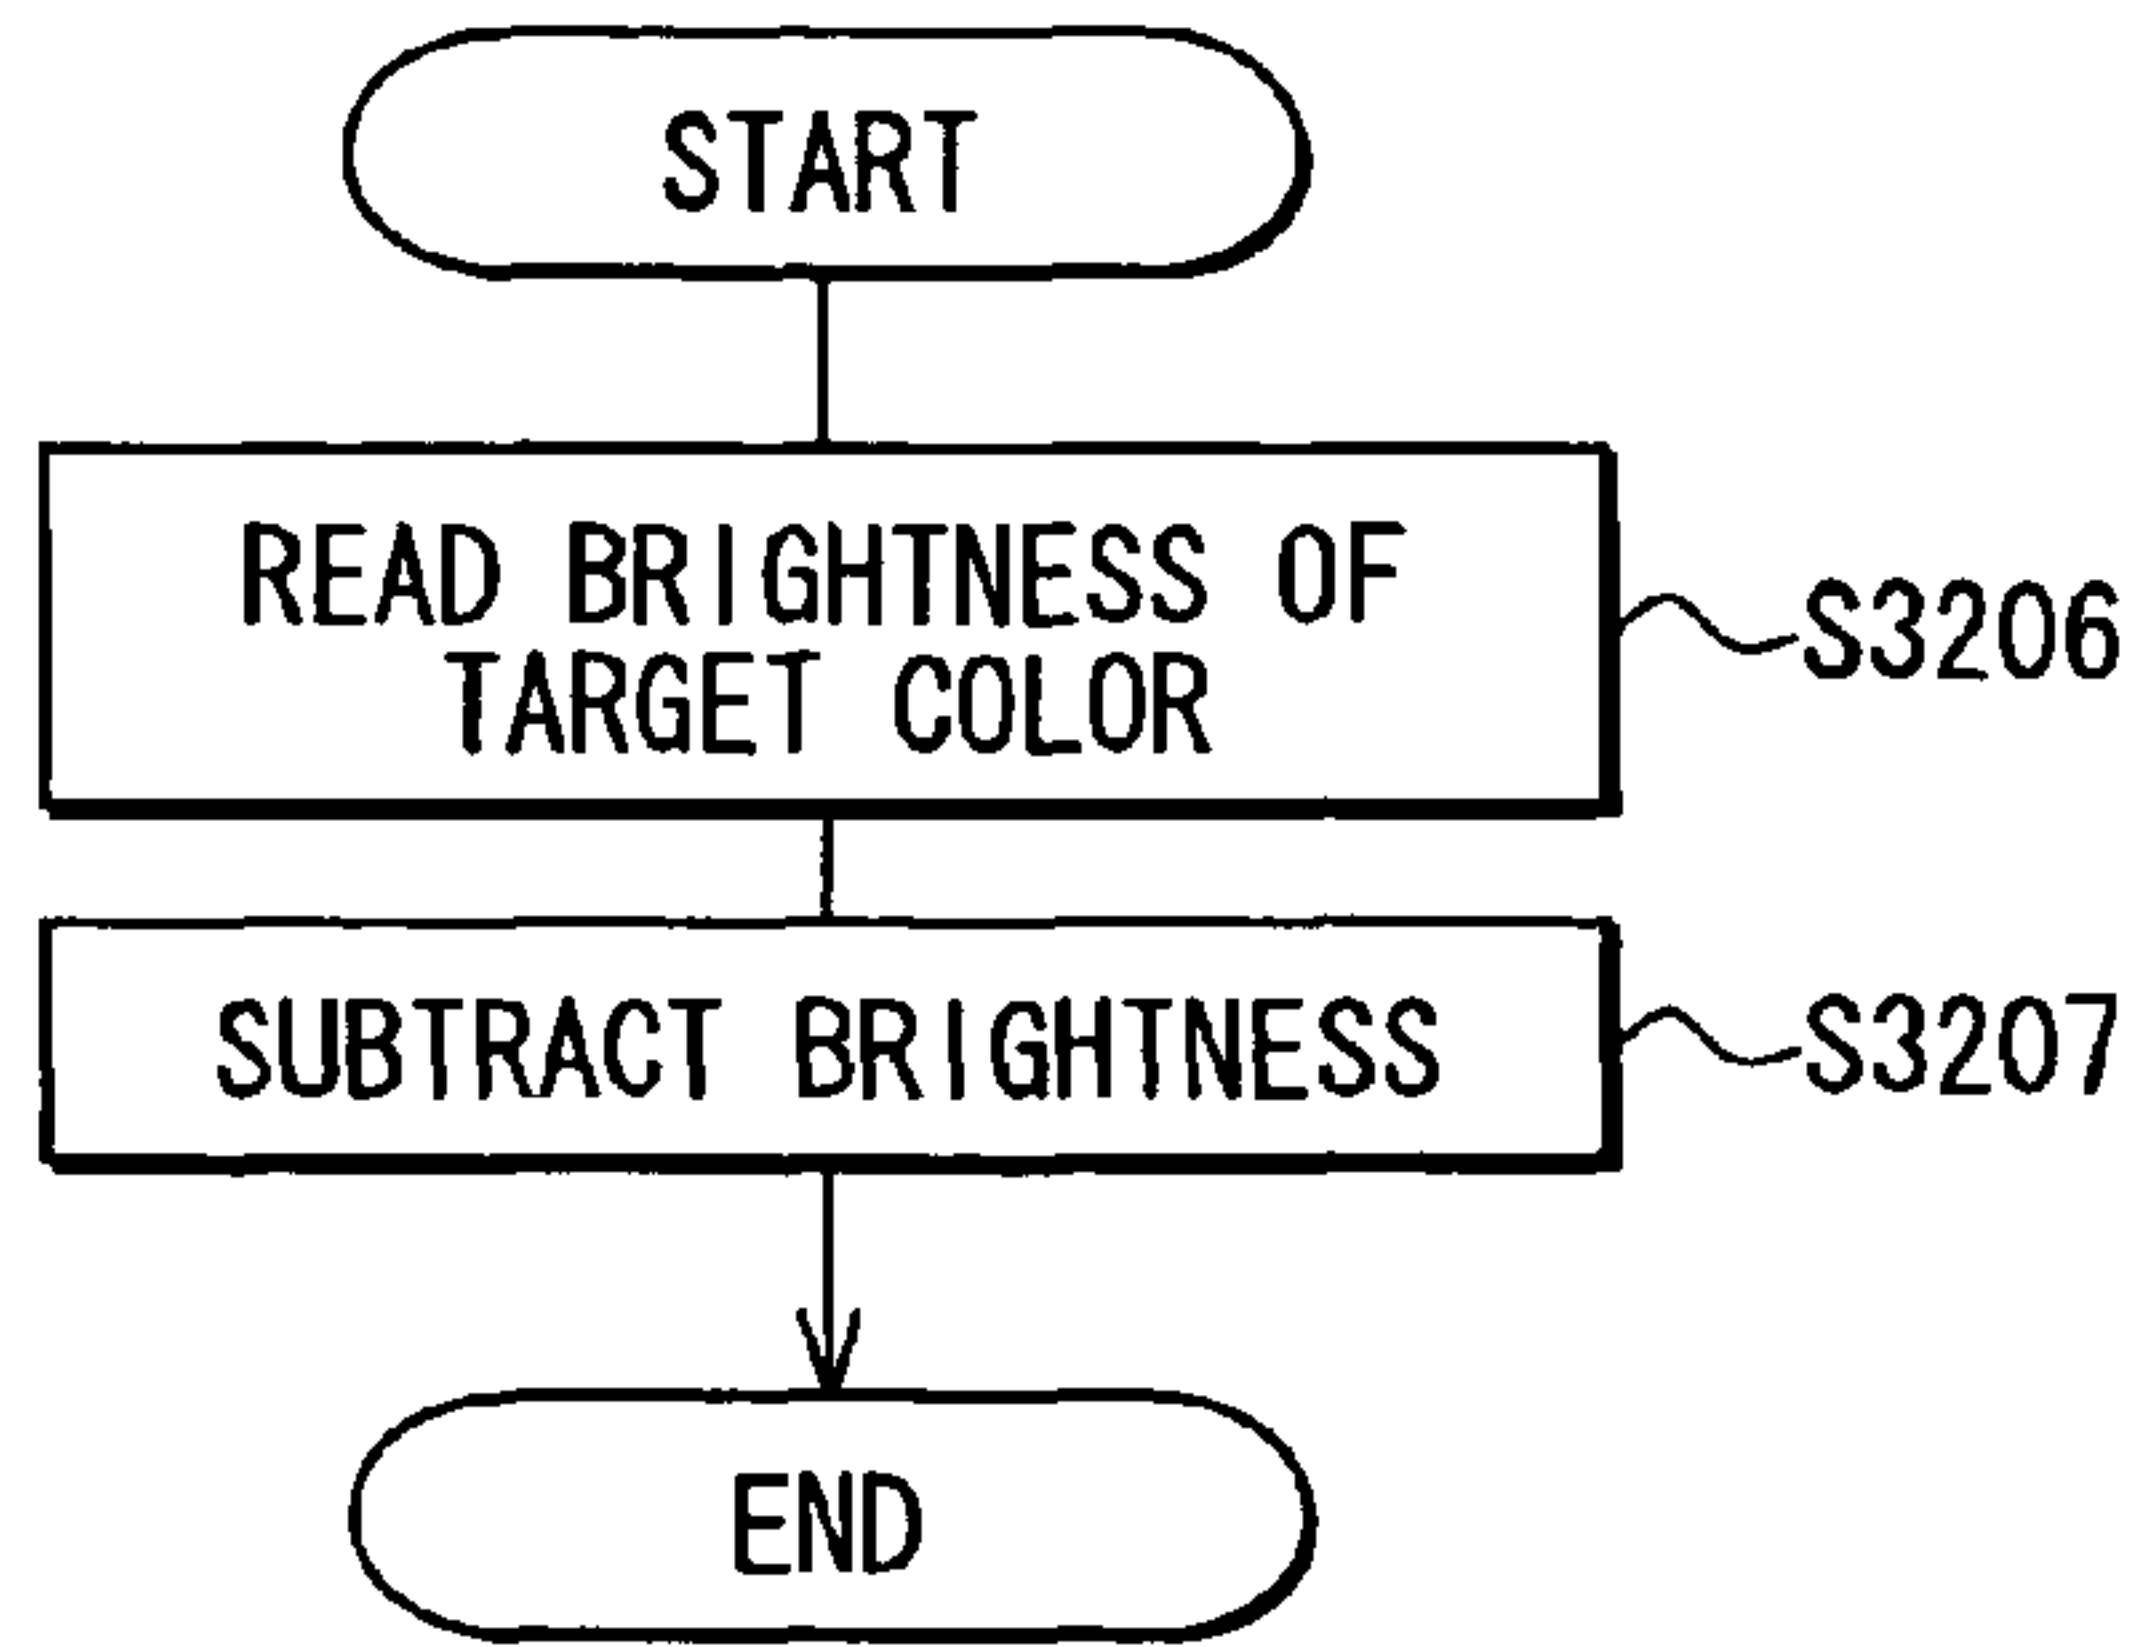 START
READ BRIGHTNESS OF
TARGET COLOR
S3206
SUBTRACT BRIGHTNESS
S3207
END